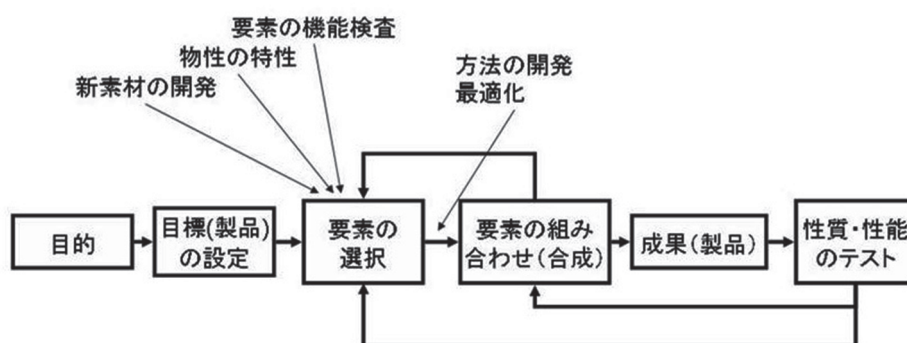 要素の機能検査
物性の特性
新素材の開発
方法の開発
最適化
目的
目標(製品)
の設定
要素の
選択
要素の組み
合わせ(合成)
成果(製品)
性質・性能
のテスト